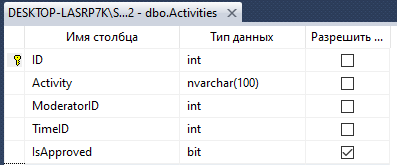 DESKTOP-LASRP7K\S...2 - dbo.Activities
Имя столбца Тип данных Разрешить ...
ID int
Activity nvarchar(100)
ModeratorID int
TimeID int
IsApproved bit